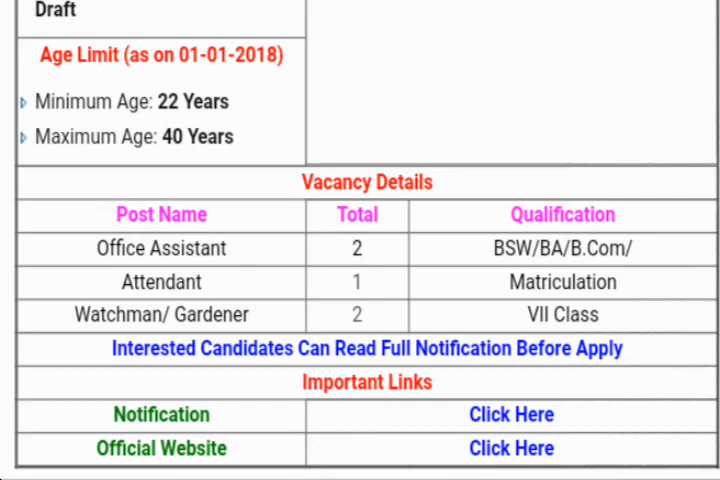 Draft
Age Limit (as on 01-01-2018)
Minimum Age: 22 Years
Maximum Age: 40 Years
Vacancy Details
Post Name Total Qualification
Office Assistant 2 BSW/BA/B.Com/
Attendant 1 Matriculation
Watchman/ Gardener 2 VII Class
Interested Candidates Can Read Full Notification Before Apply
Important Links
Notification Click Here
Official Website Click Here